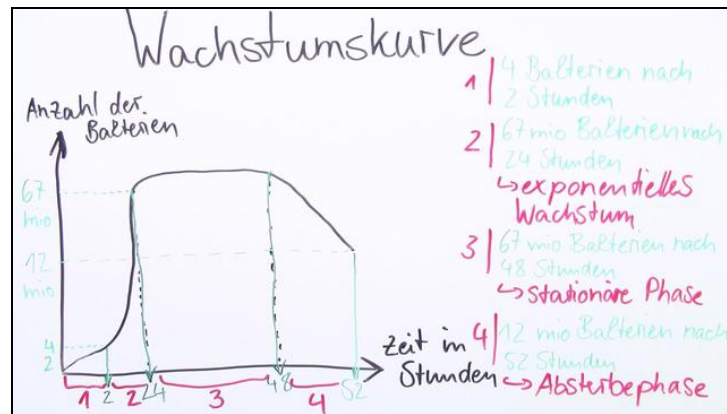 Wachstumskurve
Anzahl der
Bakterien
67
mio
12
mio
4
2
1 2 2 24 3 48 4 52
Zeit in
Stunden
1 4 Bakterien nach
2 Stunden
2 67 mio Bakterien nach
24 Stunden
↳ exponentielles
Wachstum
3 67 mio Bakterien nach
48 Stunden
↳ Stationäre Phase
4 12 mio Bakterien nach
52 Stunden
↳ Absterbephase